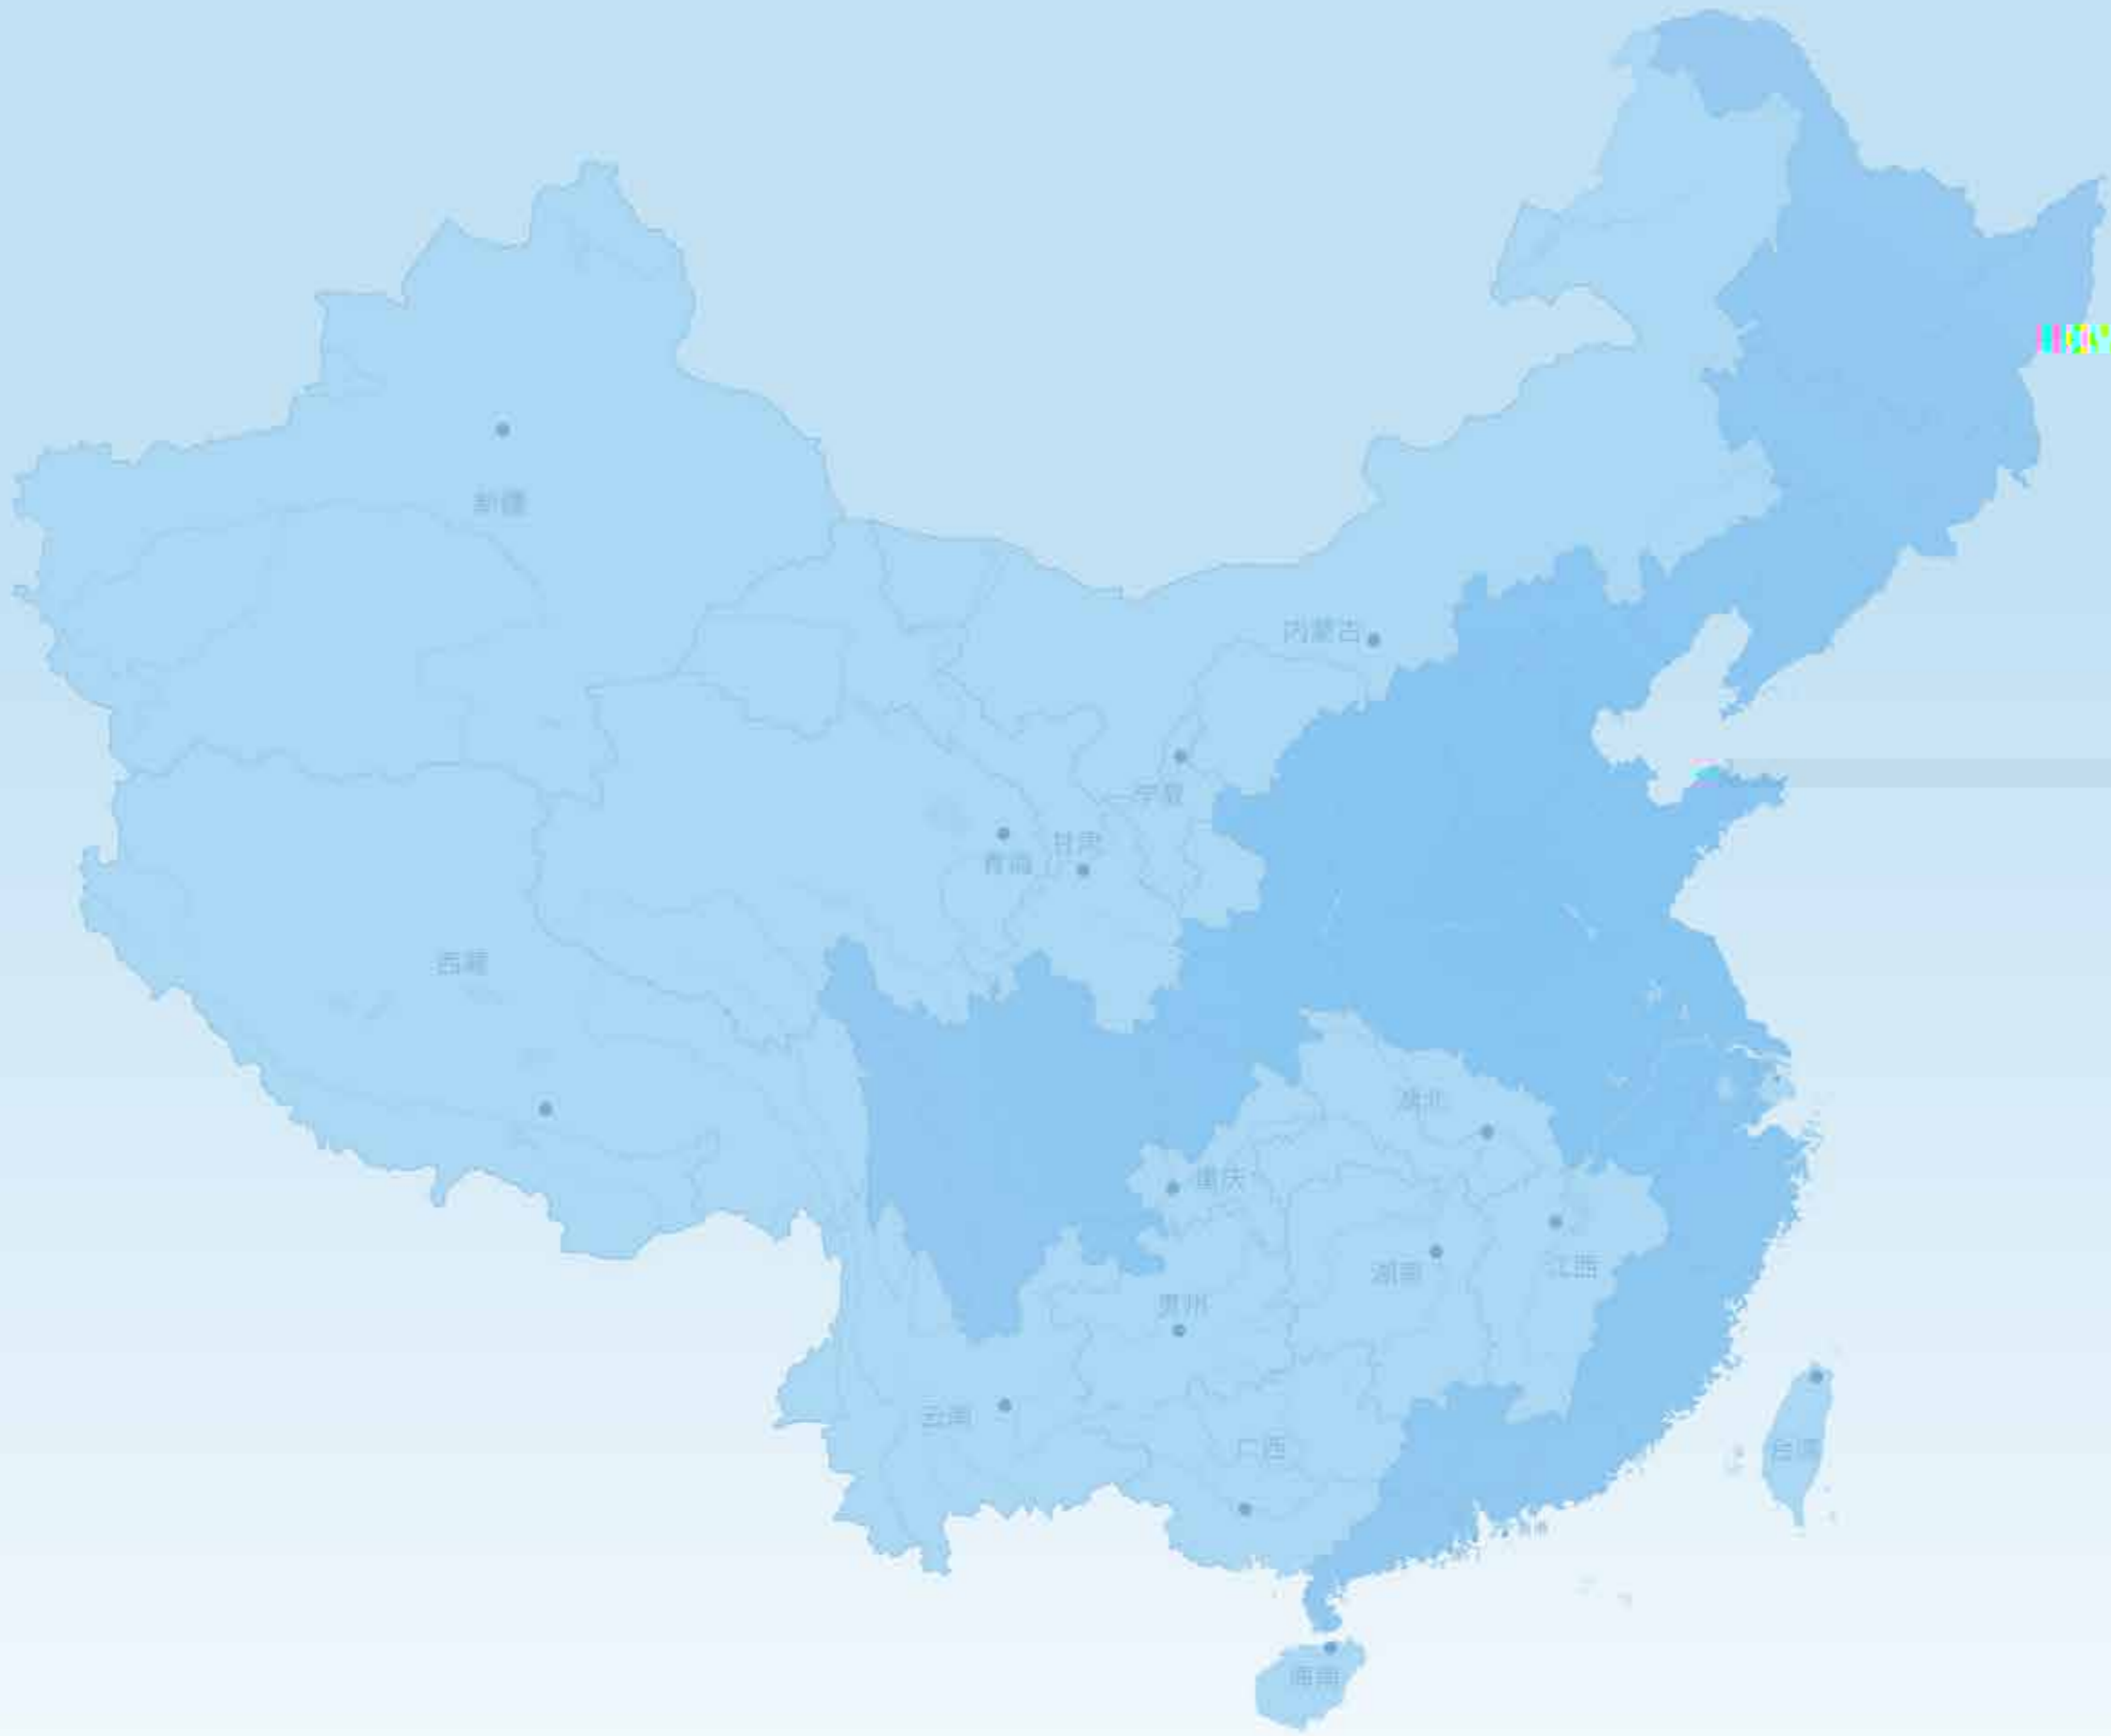 新疆
内蒙古
宁夏
甘肃
青海
西藏
湖北
重庆
江西
湖南
贵州
云南
广西
台湾
海南